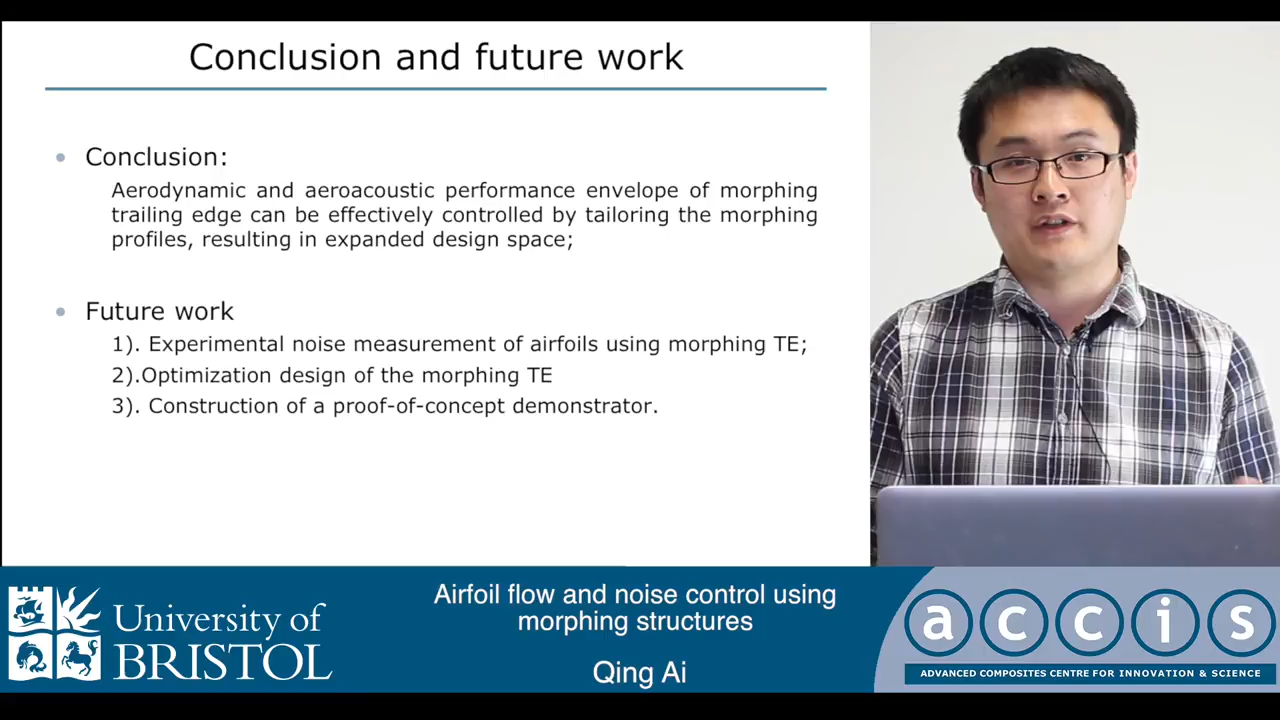 Conclusion and future work
• Conclusion:
Aerodynamic and aeroacoustic performance envelope of morphing
trailing edge can be effectively controlled by tailoring the morphing
profiles, resulting in expanded design space;
• Future work
1). Experimental noise measurement of airfoils using morphing TE;
2).Optimization design of the morphing TE
3). Construction of a proof-of-concept demonstrator.
University of
BRISTOL
Airfoil flow and noise control using
morphing structures
Qing Ai
accis
ADVANCED COMPOSITES CENTRE FOR INNOVATION & SCIENCE